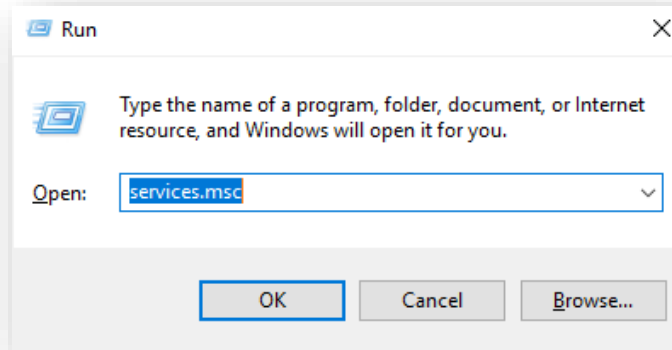 Run
Type the name of a program, folder, document, or Internet
resource, and Windows will open it for you.
Open: services.msc
OK Cancel Browse...